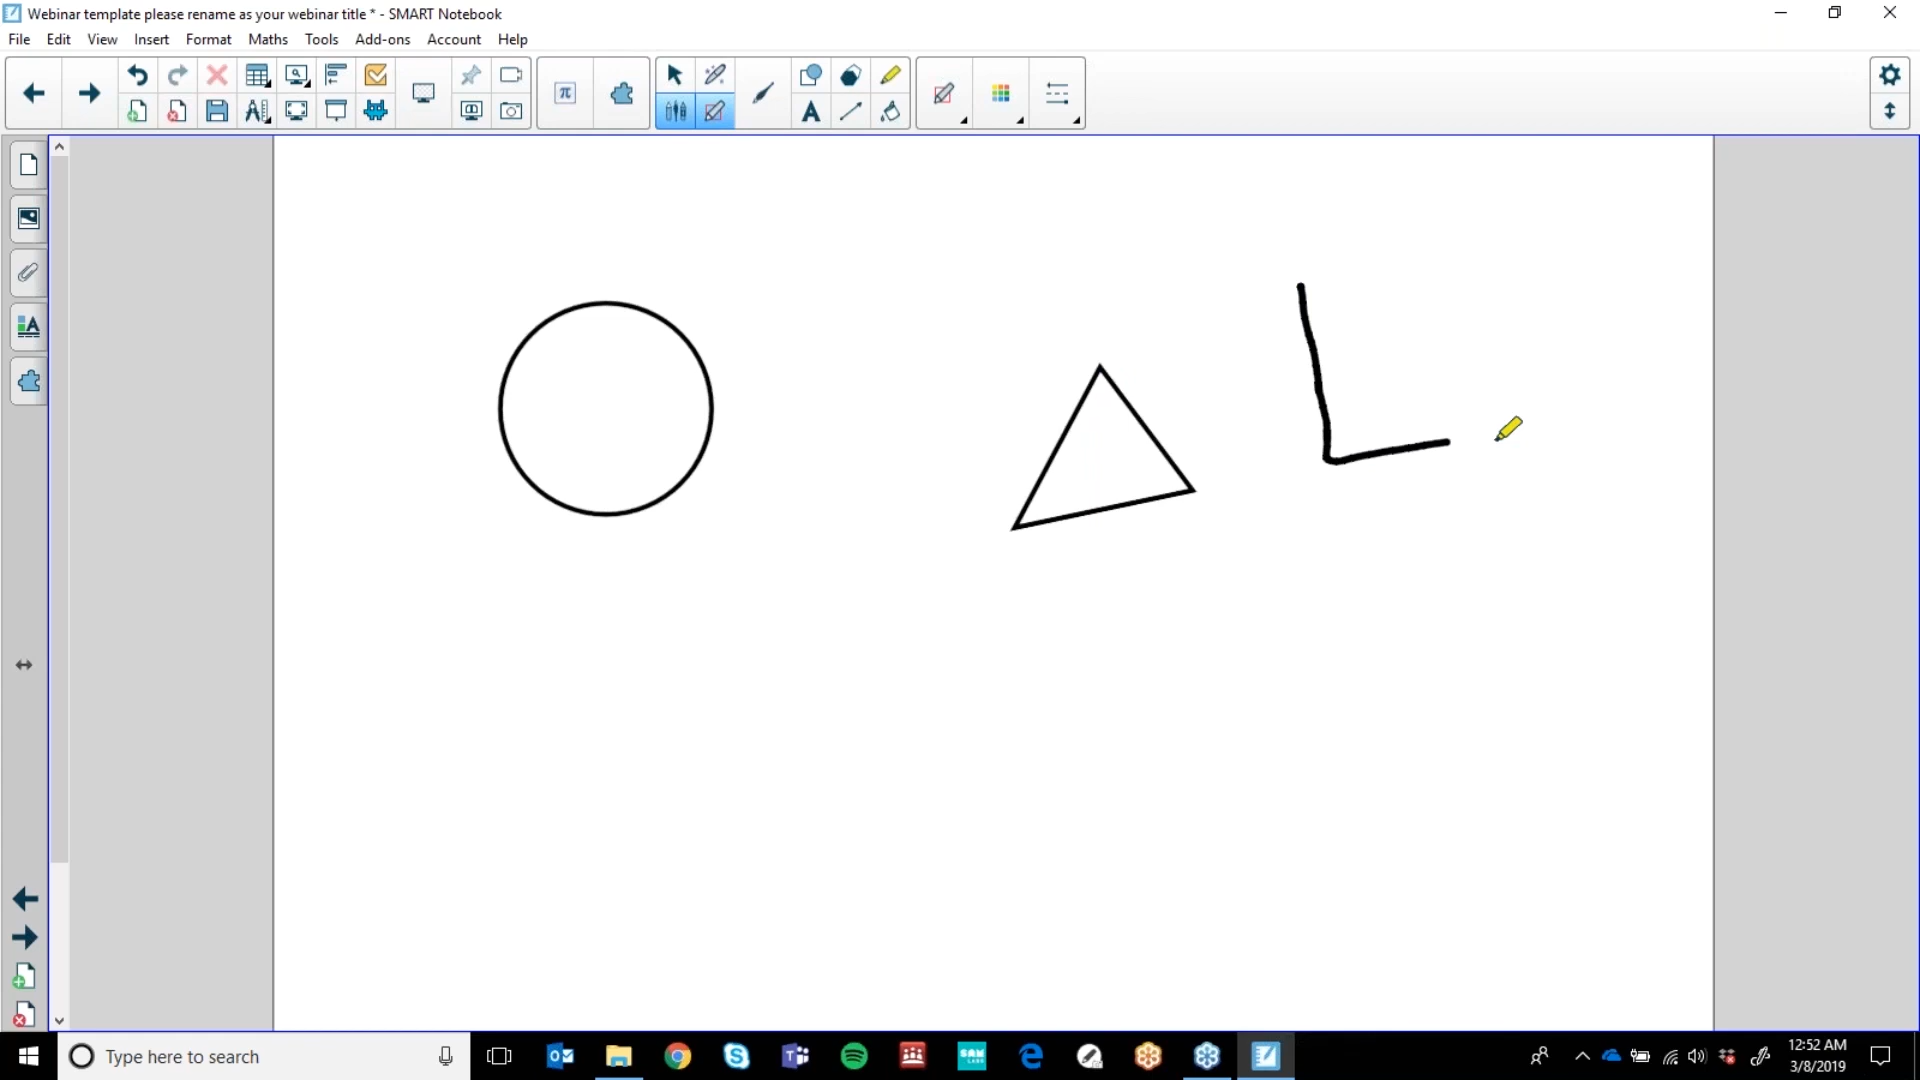 Webinar template please rename as your webinar title * - SMART Notebook
File Edit View Insert Format Maths Tools Add-ons Account Help
π
A
A
Type here to search
12:52 AM
3/8/2019